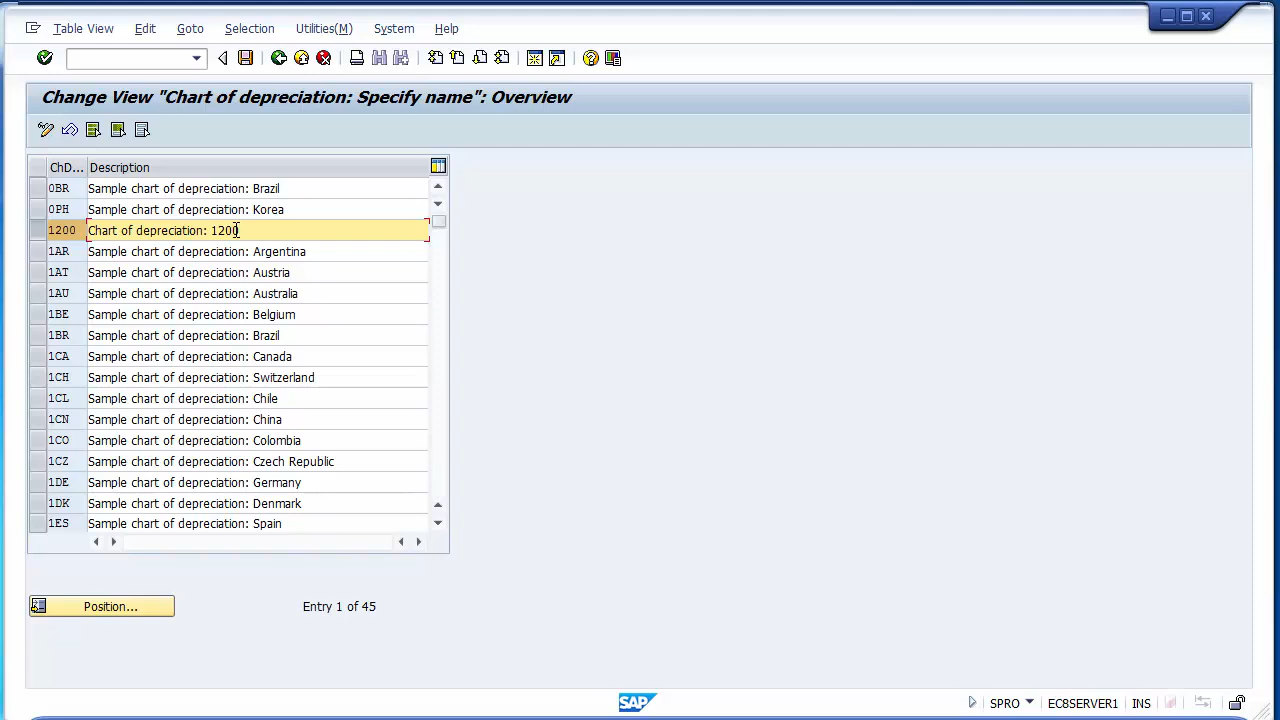 Table View Edit Goto Selection Utilities(M) System Help
Change View "Chart of depreciation: Specify name": Overview
ChD... Description
0BR Sample chart of depreciation: Brazil
0PH Sample chart of depreciation: Korea
1200 Chart of depreciation: 1200
1AR Sample chart of depreciation: Argentina
1AT Sample chart of depreciation: Austria
1AU Sample chart of depreciation: Australia
1BE Sample chart of depreciation: Belgium
1BR Sample chart of depreciation: Brazil
1CA Sample chart of depreciation: Canada
1CH Sample chart of depreciation: Switzerland
1CL Sample chart of depreciation: Chile
1CN Sample chart of depreciation: China
1CO Sample chart of depreciation: Colombia
1CZ Sample chart of depreciation: Czech Republic
1DE Sample chart of depreciation: Germany
1DK Sample chart of depreciation: Denmark
1ES Sample chart of depreciation: Spain
Position... Entry 1 of 45
SAP SPRO EC8SERVER1 INS